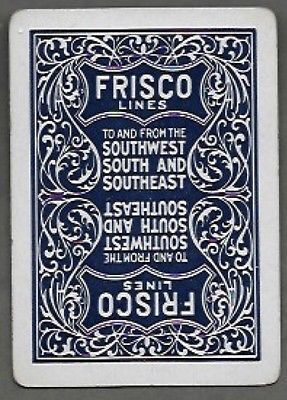 FRISCO
LINES
TO AND FROM THE
SOUTHWEST
SOUTH AND
SOUTHEAST
TO AND FROM THE
SOUTHWEST
SOUTH AND
SOUTHEAST
FRISCO
LINES